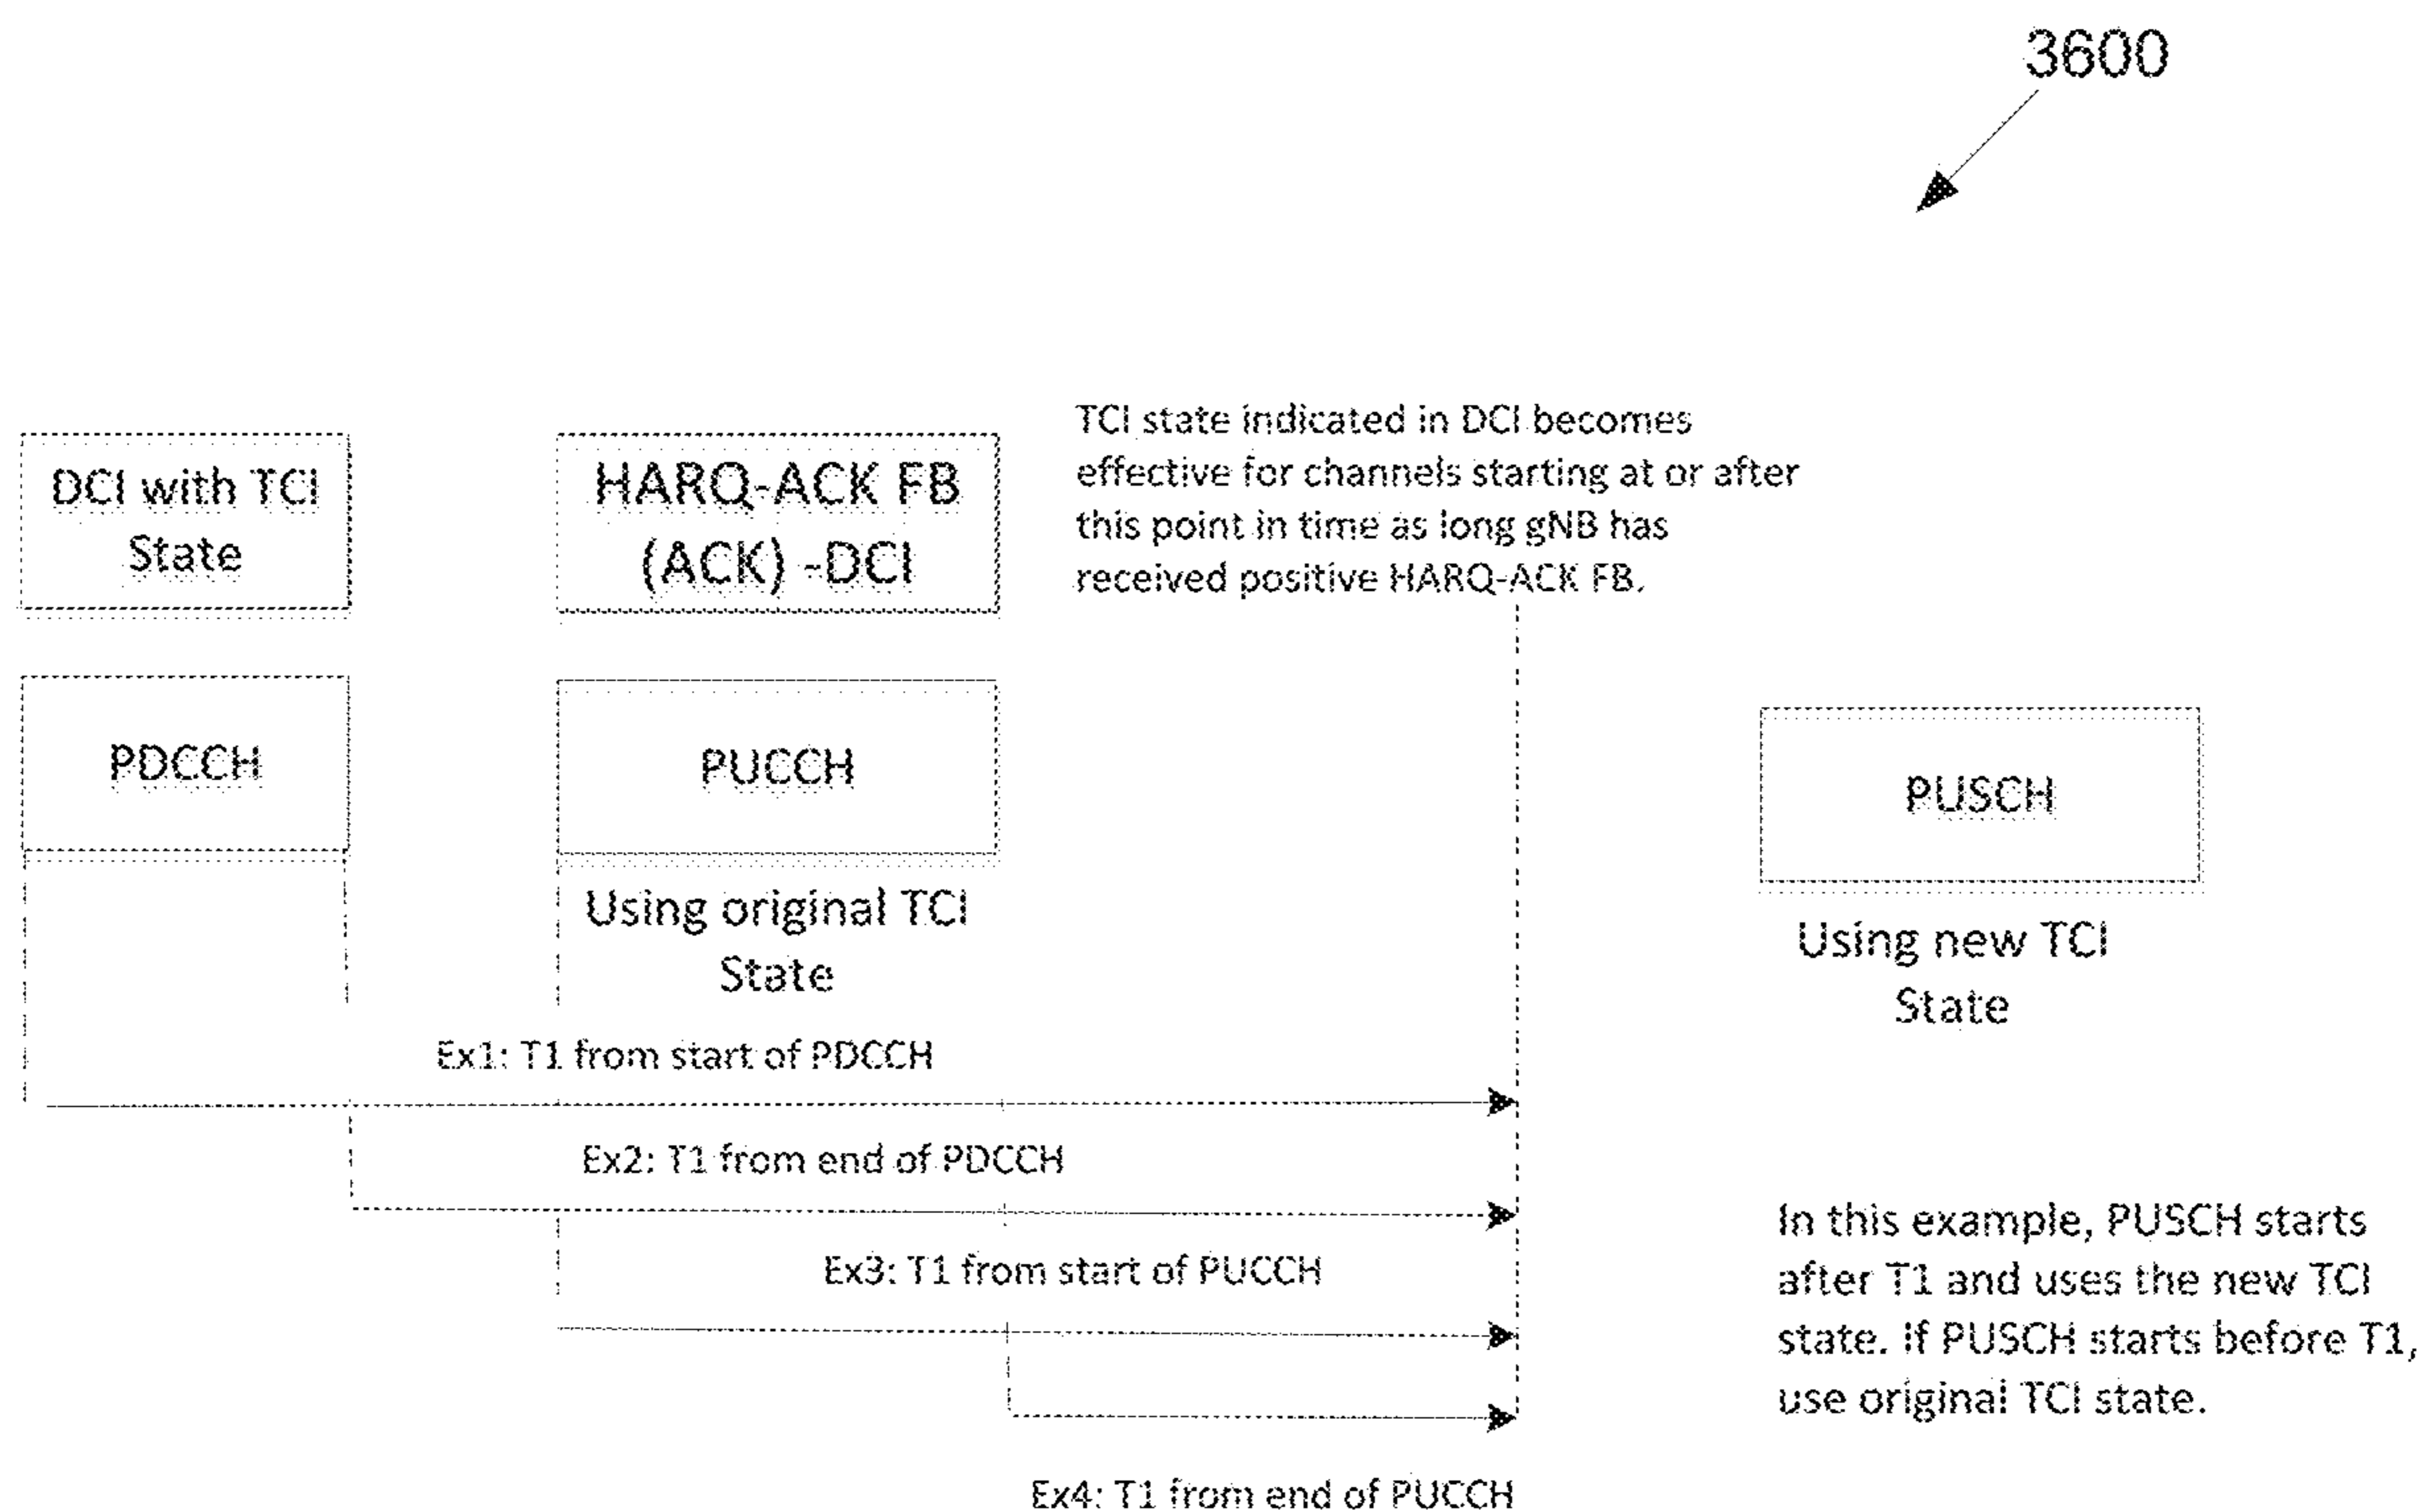 3600
DCI with TCI
State
HARQ-ACK FB
(ACK) -DCI
TCI state indicated in DCI becomes
effective for channels starting at or after
this point in time as long gNB has
received positive HARQ-ACK FB.
PDCCH
PUCCH
PUSCH
Using original TCI
State
Using new TCI
State
Ex1: T1 from start of PDCCH
Ex2: T1 from end of PDCCH
Ex3: T1 from start of PUCCH
Ex4: T1 from end of PUCCH
In this example, PUSCH starts
after T1 and uses the new TCI
state. If PUSCH starts before T1,
use original TCI state.